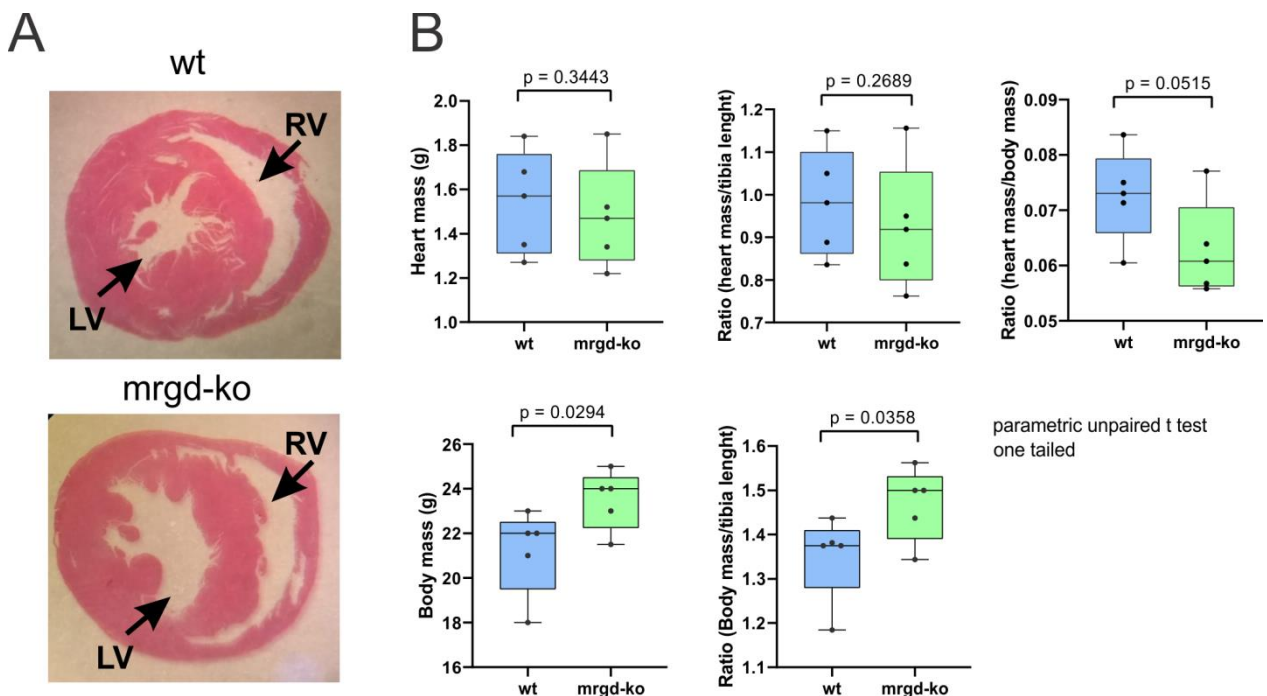 A
wt
RV
LV
mrgd-ko
RV
LV
B
p = 0.3443
Heart mass (g)
2.0
1.8
1.6
1.4
1.2
1.0
wt mrgd-ko
p = 0.2689
Ratio (heart mass/tibia lenght)
1.2
1.1
1.0
0.9
0.8
0.7
wt mrgd-ko
p = 0.0515
Ratio (heart mass/body mass)
0.09
0.08
0.07
0.06
0.05
wt mrgd-ko
p = 0.0294
Body mass (g)
26
24
22
20
18
16
wt mrgd-ko
p = 0.0358
Ratio (Body mass/tibia lenght)
1.6
1.5
1.4
1.3
1.2
1.1
wt mrgd-ko
parametric unpaired t test
one tailed